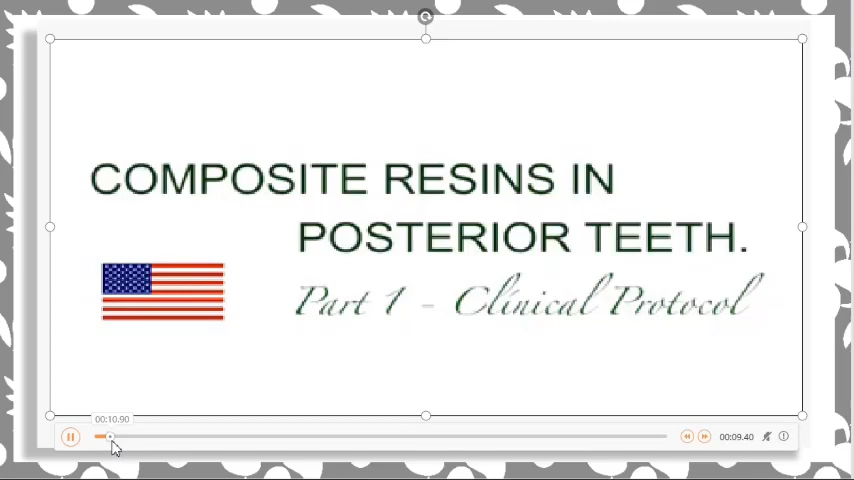 COMPOSITE RESINS IN
POSTERIOR TEETH.
Part 1 - Clinical Protocol
00:10.90
00:09.40